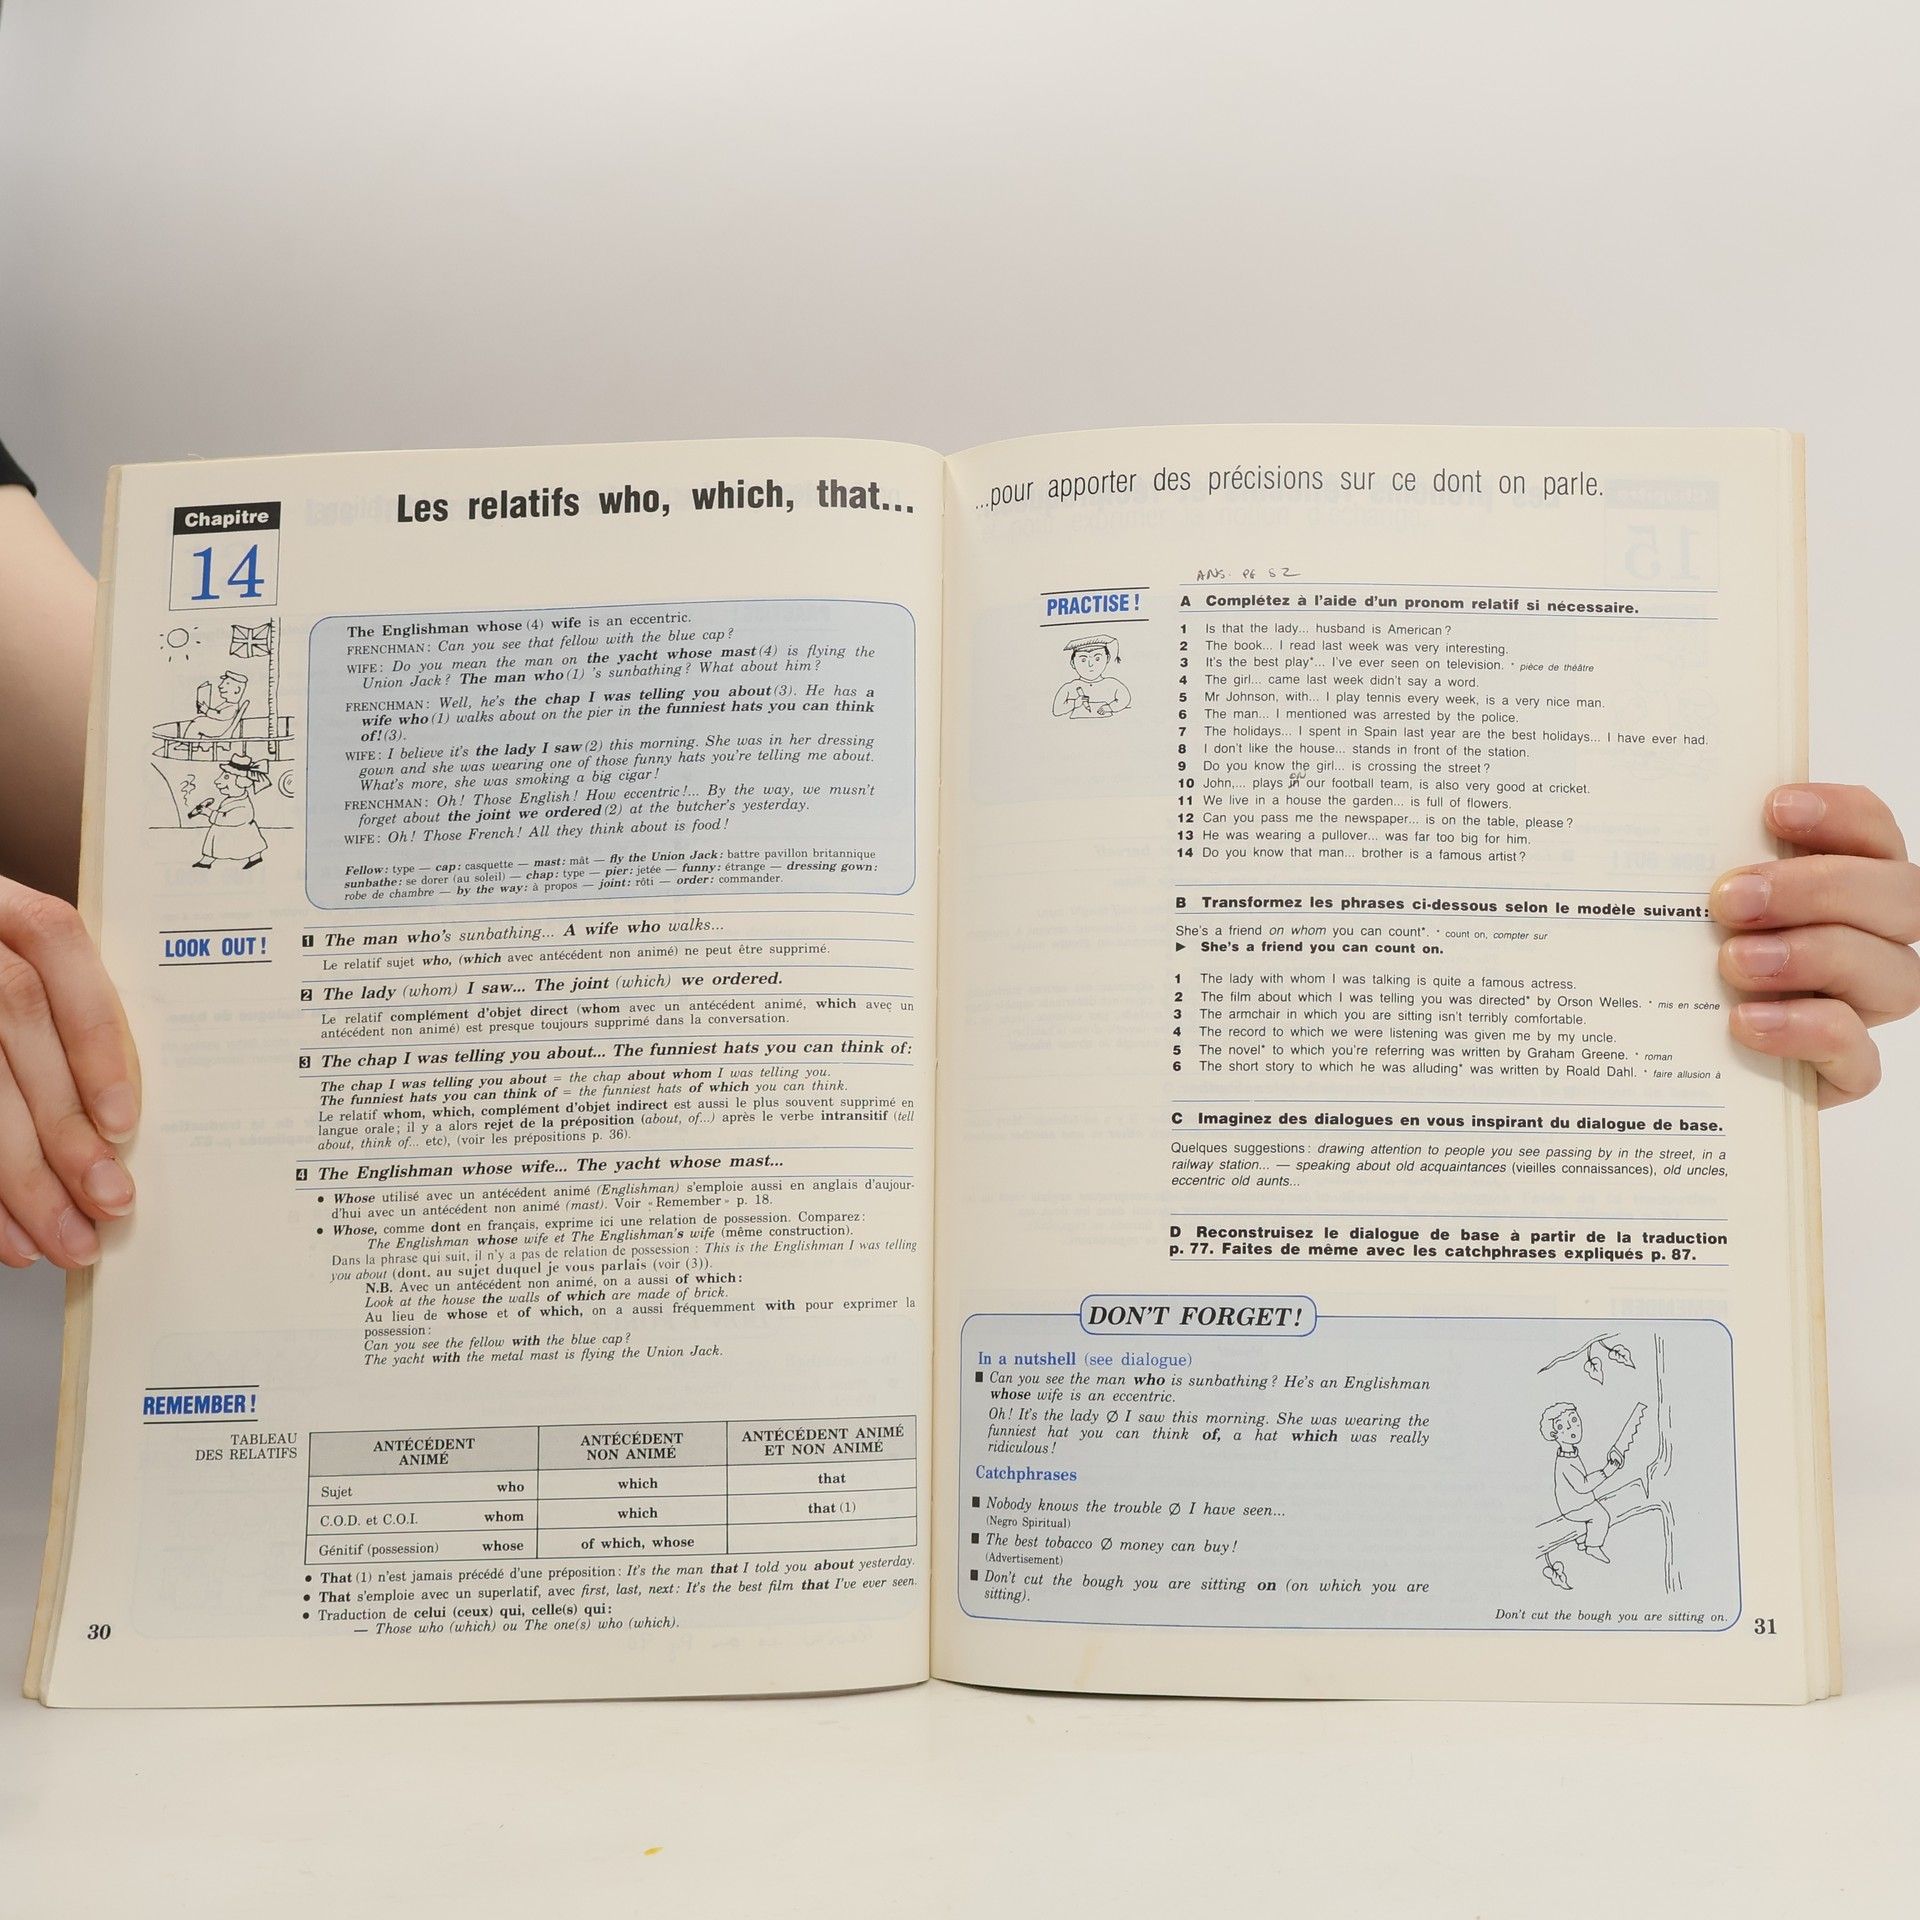 Chapitre
14
Les relatifs who, which, that...
The Englishman whose (4) wife is an eccentric.
FRENCHMAN: Can you see that fellow with the blue cap?
WIFE: Do you mean the man on the yacht whose mast (4) is flying the
Union Jack? The man who (1) 's sunbathing? What about him?
FRENCHMAN: Well, he's the chap I was telling you about (3). He has a
wife who (1) walks about on the pier in the funniest hats you can think
of! (3).
WIFE: I believe it's the lady I saw (2) this morning. She was in her dressing
gown and she was wearing one of those funny hats you're telling me about.
What's more, she was smoking a big cigar!
FRENCHMAN: Oh! Those English! How eccentric!... By the way, we musn't
forget about the joint we ordered (2) at the butcher's yesterday.
WIFE: Oh! Those French! All they think about is food!
Fellow: type — cap: casquette — mast: mât — fly the Union Jack: battre pavillon britannique
sunbathe: se dorer (au soleil) — chap: type — pier: jetée — funny: étrange — dressing gown:
robe de chambre — by the way: à propos — joint: rôti — order: commander.
LOOK OUT!
1 The man who's sunbathing... A wife who walks...
Le relatif sujet who, (which avec antécédent non animé) ne peut être supprimé.
2 The lady (whom) I saw... The joint (which) we ordered.
Le relatif complément d'objet direct (whom avec un antécédent animé, which avec un
antécédent non animé) est presque toujours supprimé dans la conversation.
3 The chap I was telling you about... The funniest hats you can think of:
The chap I was telling you about = the chap about whom I was telling you.
The funniest hats you can think of = the funniest hats of which you can think.
Le relatif whom, which, complément d'objet indirect est aussi le plus souvent supprimé en
langue orale; il y a alors rejet de la préposition (about, of...) après le verbe intransitif (tell
about, think of... etc), (voir les prépositions p. 36).
4 The Englishman whose wife... The yacht whose mast...
• Whose utilisé avec un antécédent animé (Englishman) s'emploie aussi en anglais d'aujour-
d'hui avec un antécédent non animé (mast). Voir «Remember» p. 18.
• Whose, comme dont en français, exprime ici une relation de possession. Comparez:
The Englishman whose wife et The Englishman's wife (même construction).
Dans la phrase qui suit, il n'y a pas de relation de possession : This is the Englishman I was telling
you about (dont. au sujet duquel je vous parlais (voir (3)).
N.B. Avec un antécédent non animé, on a aussi of which:
Look at the house the walls of which are made of brick.
Au lieu de whose et of which, on a aussi fréquemment with pour exprimer la
possession:
Can you see the fellow with the blue cap?
The yacht with the metal mast is flying the Union Jack.
REMEMBER!
TABLEAU
DES RELATIFS
ANTÉCÉDENT
ANIMÉ
ANTÉCÉDENT
NON ANIMÉ
ANTÉCÉDENT ANIMÉ
ET NON ANIMÉ
Sujet who which that
C.O.D. et C.O.I. whom which that (1)
Génitif (possession) whose of which, whose
• That (1) n'est jamais précédé d'une préposition: It's the man that I told you about yesterday.
• That s'emploie avec un superlatif, avec first, last, next: It's the best film that I've ever seen.
• Traduction de celui (ceux) qui, celle(s) qui:
— Those who (which) ou The one(s) who (which).
30
...pour apporter des précisions sur ce dont on parle.
ANS. PG 82
PRACTISE!
A Complétez à l'aide d'un pronom relatif si nécessaire.
1 Is that the lady... husband is American?
2 The book... I read last week was very interesting.
3 It's the best play*... I've ever seen on television. * pièce de théâtre
4 The girl... came last week didn't say a word.
5 Mr Johnson, with... I play tennis every week, is a very nice man.
6 The man... I mentioned was arrested by the police.
7 The holidays... I spent in Spain last year are the best holidays... I have ever had.
8 I don't like the house... stands in front of the station.
9 Do you know the girl... is crossing the street?
on
10 John,... plays in our football team, is also very good at cricket.
11 We live in a house the garden... is full of flowers.
12 Can you pass me the newspaper... is on the table, please?
13 He was wearing a pullover... was far too big for him.
14 Do you know that man... brother is a famous artist?
B Transformez les phrases ci-dessous selon le modèle suivant:
She's a friend on whom you can count*. * count on, compter sur
► She's a friend you can count on.
1 The lady with whom I was talking is quite a famous actress.
2 The film about which I was telling you was directed* by Orson Welles. * mis en scène
3 The armchair in which you are sitting isn't terribly comfortable.
4 The record to which we were listening was given me by my uncle.
5 The novel* to which you're referring was written by Graham Greene. * roman
6 The short story to which he was alluding* was written by Roald Dahl. * faire allusion à
C Imaginez des dialogues en vous inspirant du dialogue de base.
Quelques suggestions: drawing attention to people you see passing by in the street, in a
railway station... — speaking about old acquaintances (vieilles connaissances), old uncles,
eccentric old aunts...
D Reconstruisez le dialogue de base à partir de la traduction
p. 77. Faites de même avec les catchphrases expliqués p. 87.
DON'T FORGET!
In a nutshell (see dialogue)
■ Can you see the man who is sunbathing? He's an Englishman
whose wife is an eccentric.
Oh! It's the lady Ø I saw this morning. She was wearing the
funniest hat you can think of, a hat which was really
ridiculous!
Catchphrases
■ Nobody knows the trouble Ø I have seen...
(Negro Spiritual)
■ The best tobacco Ø money can buy!
(Advertisement)
■ Don't cut the bough you are sitting on (on which you are
sitting).
Don't cut the bough you are sitting on.
31